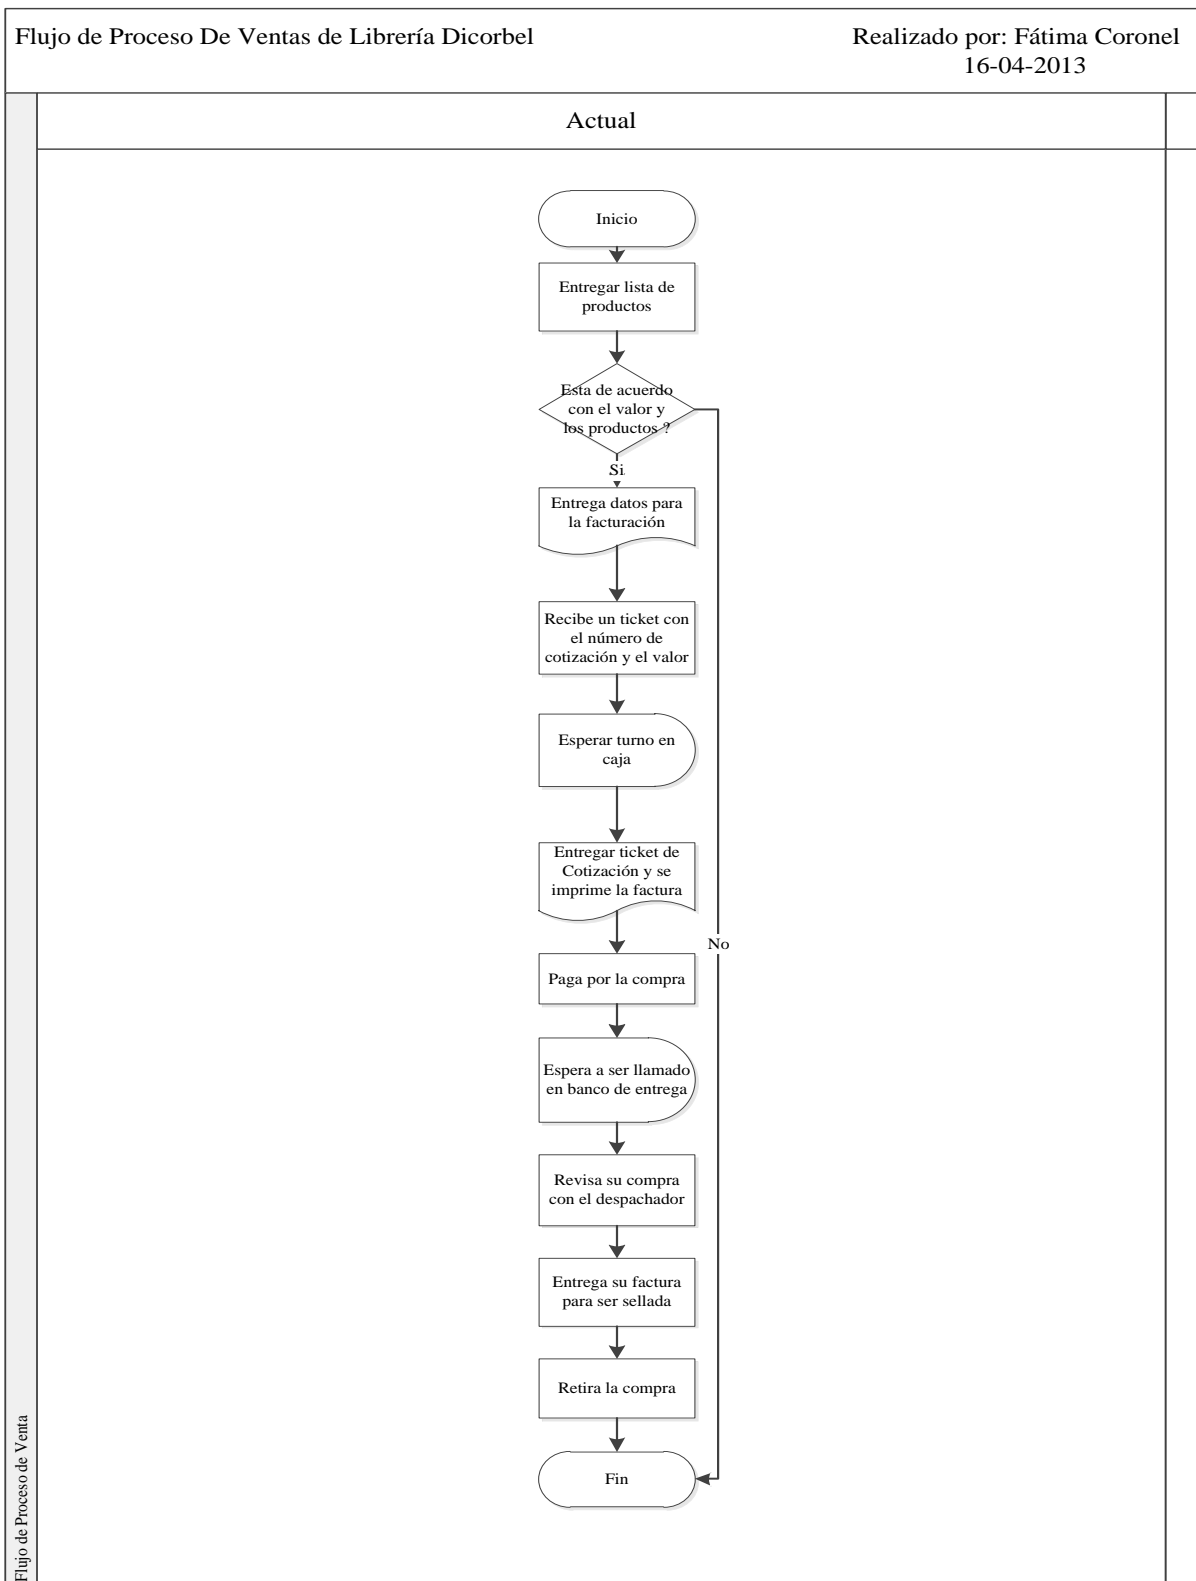 Flujo de Proceso De Ventas de Librería Dicorbel
Realizado por: Fátima Coronel
16-04-2013
Actual
Inicio
Entregar lista de
productos
Esta de acuerdo
con el valor y
los productos ?
Si
Entrega datos para
la facturación
Recibe un ticket con
el número de
cotización y el valor
Esperar turno en
caja
Entregar ticket de
Cotización y se
imprime la factura
No
Paga por la compra
Espera a ser llamado
en banco de entrega
Revisa su compra
con el despachador
Entrega su factura
para ser sellada
Retira la compra
Fin
Flujo de Proceso de Venta